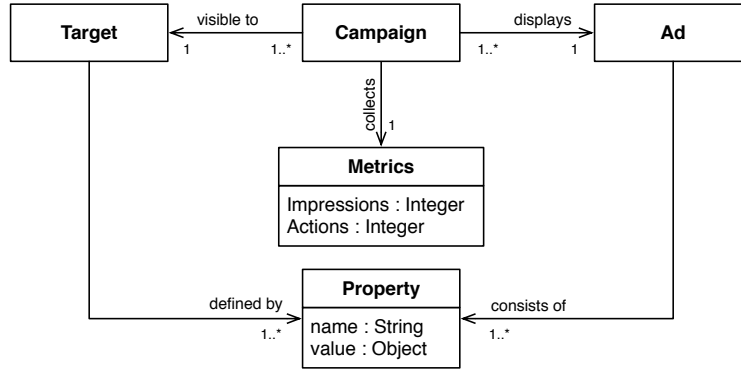 Target
visible to
1
1..*
Campaign
displays
1..*
1
Ad
collects
1
Metrics
Impressions : Integer
Actions : Integer
defined by
1..*
Property
name : String
value : Object
consists of
1..*